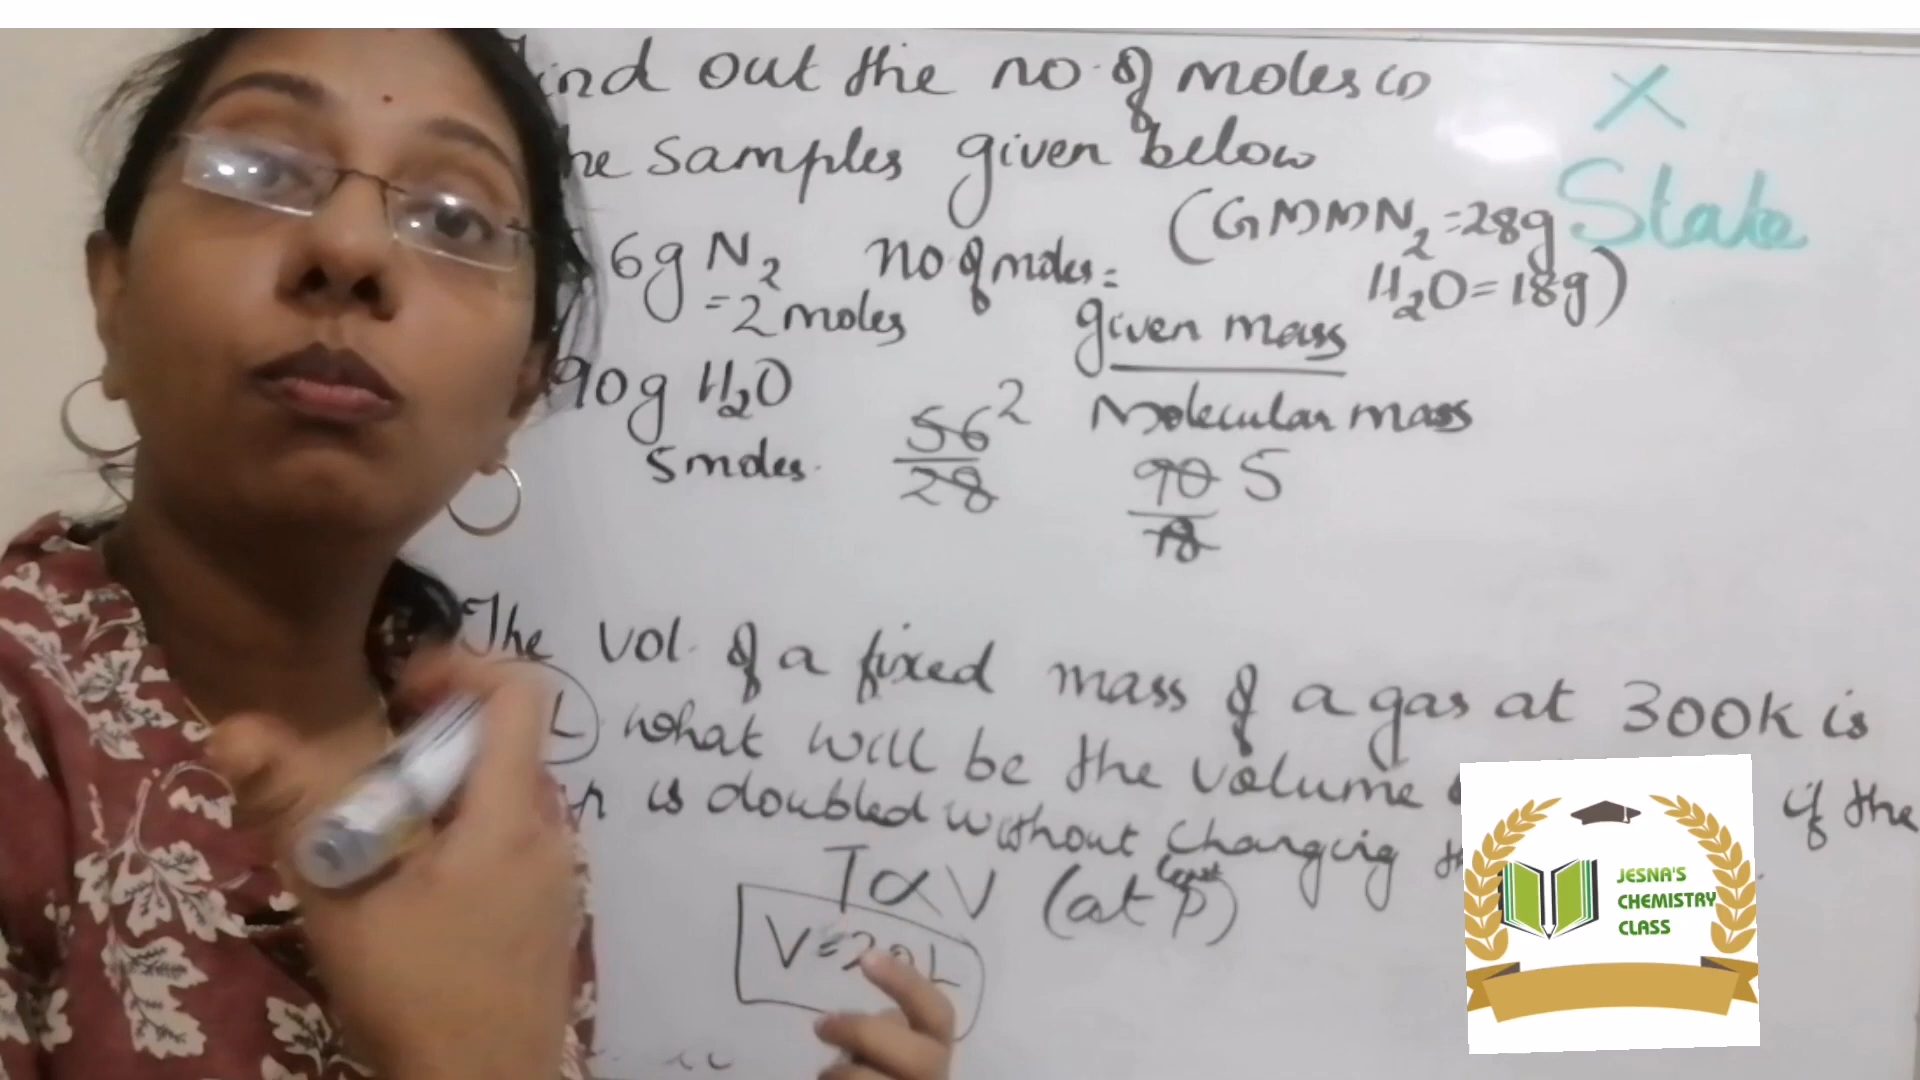 find out the no. of moles in
the samples given below
(GMM N₂ = 28g
H₂O = 18g)
6g N₂
= 2 moles
no of moles =
given mass
Molecular mass
90g H₂O
5 moles.
56 2
28
90 5
18
The vol. of a fixed mass of a gas at 300K is
L what will be the volume if the
is doubled without changing
T ∝ V (at const P)
V = 20L
X
State
JESNA'S
CHEMISTRY
CLASS